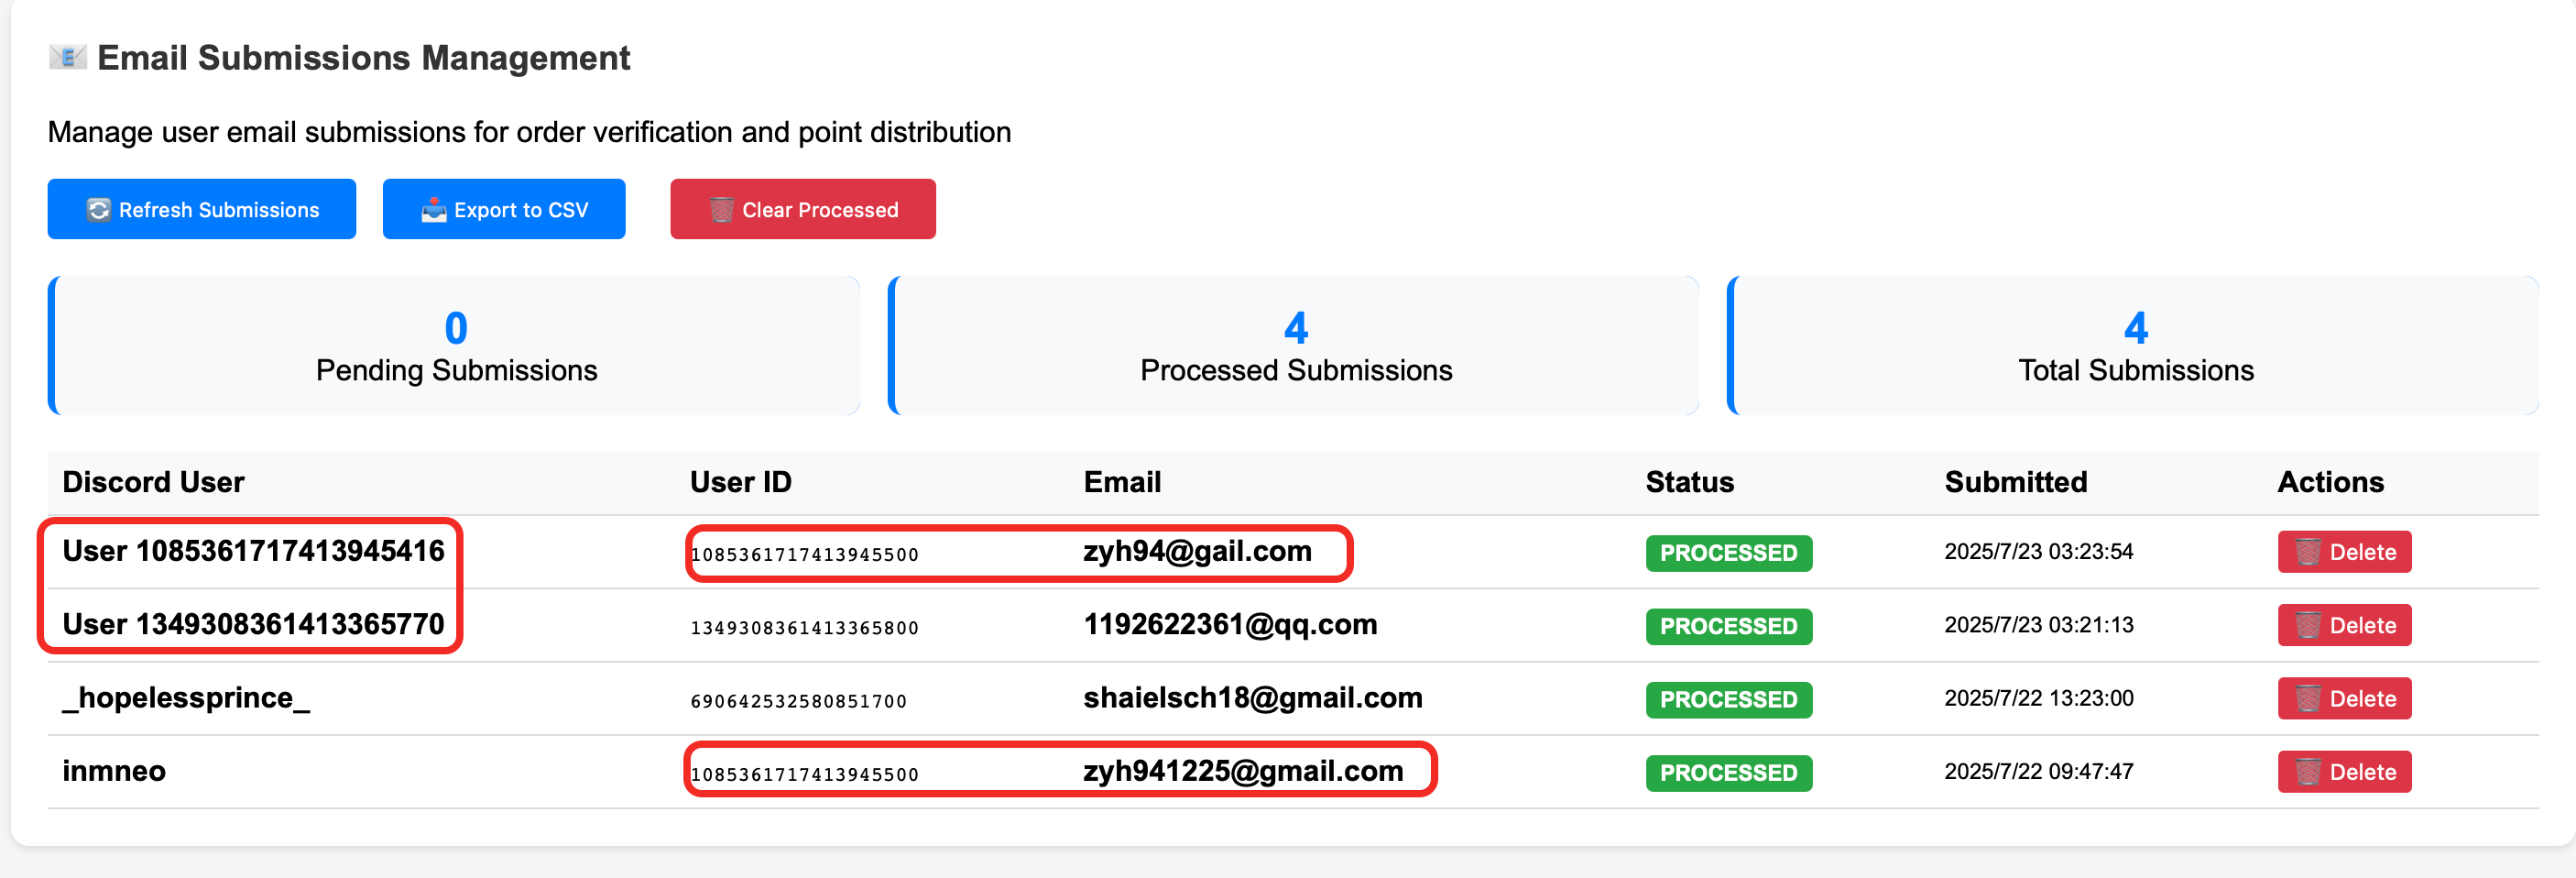 Email Submissions Management
Manage user email submissions for order verification and point distribution
Refresh Submissions Export to CSV Clear Processed
0 4 4
Pending Submissions Processed Submissions Total Submissions
Discord User User ID Email Status Submitted Actions
User 1085361717413945416 1085361717413945500 zyh94@gail.com PROCESSED 2025/7/23 03:23:54 Delete
User 1349308361413365770 1349308361413365800 1192622361@qq.com PROCESSED 2025/7/23 03:21:13 Delete
_hopelessprince_ 690642532580851700 shaielsch18@gmail.com PROCESSED 2025/7/22 13:23:00 Delete
inmneo 1085361717413945500 zyh941225@gmail.com PROCESSED 2025/7/22 09:47:47 Delete